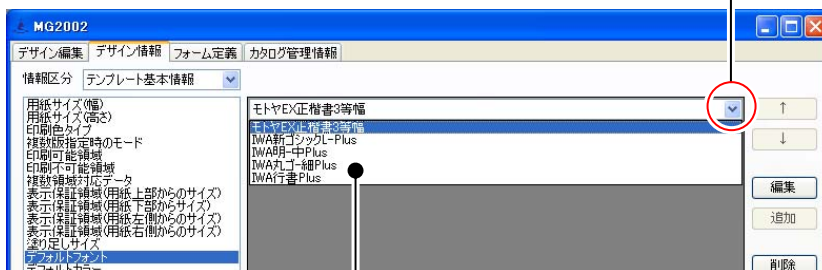 MG2002
デザイン編集 デザイン情報 フォーム定義 カタログ管理情報
情報区分 テンプレート基本情報
用紙サイズ(幅)
用紙サイズ(高さ)
印刷色タイプ
複数版指定時のモード
印刷可能領域
印刷不可能領域
複数領域対応データ
表示保証領域(用紙上部からのサイズ)
表示保証領域(用紙下部からサイズ)
表示保証領域(用紙左側からのサイズ)
表示保証領域(用紙右側からのサイズ)
塗り足しサイズ
デフォルトフォント
デフォルトカラー
モトヤEX正楷書3等幅
モトヤEX正楷書3等幅
IWA新ゴシックL-Plus
IWA明-中Plus
IWA丸ゴ-細Plus
IWA行書Plus
↑
↓
編集
追加
削除